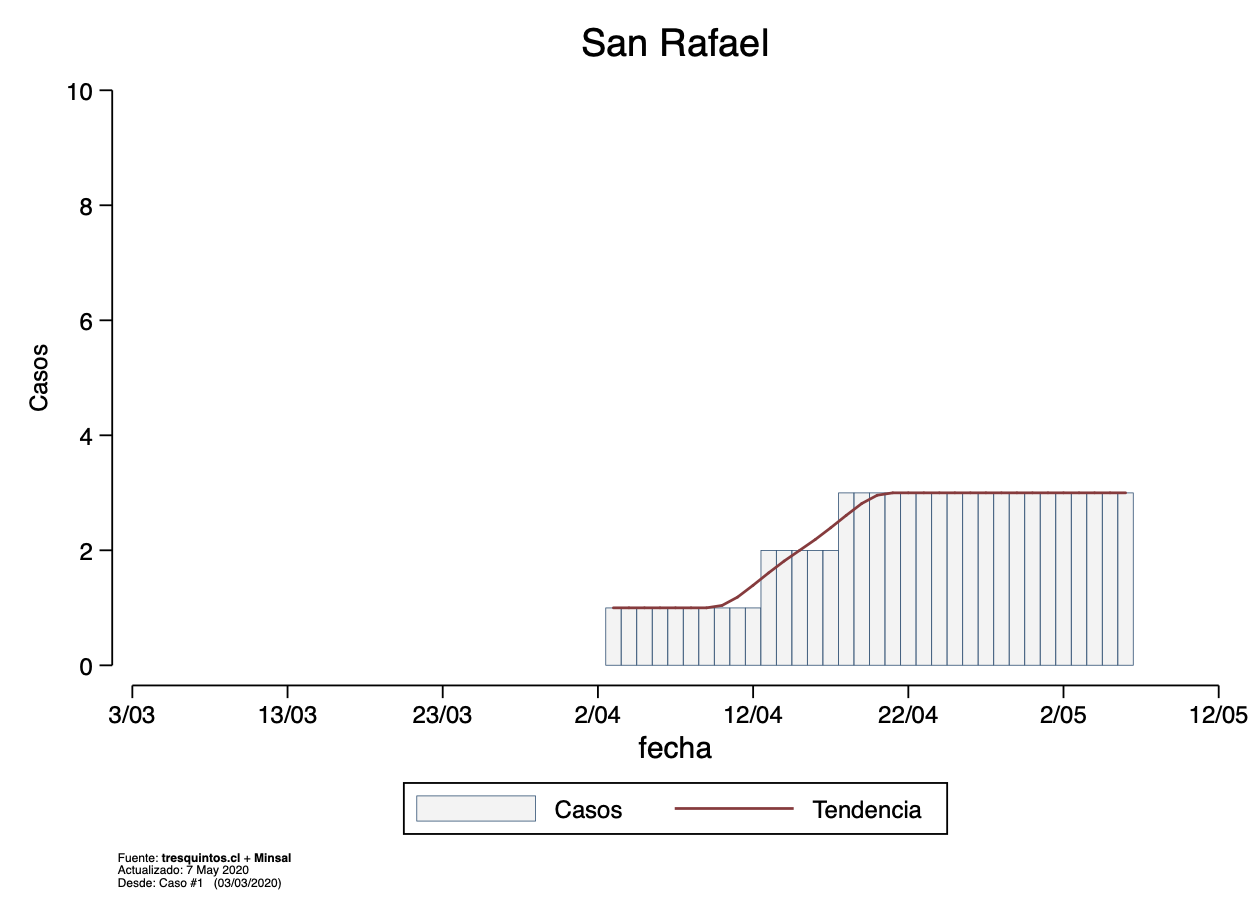 San Rafael
10
8
6
4
2
0
Casos
3/03 13/03 23/03 2/04 12/04 22/04 2/05 12/05
fecha
Casos Tendencia
Fuente: tresquintos.cl + Minsal
Actualizado: 7 May 2020
Desde: Caso #1 (03/03/2020)